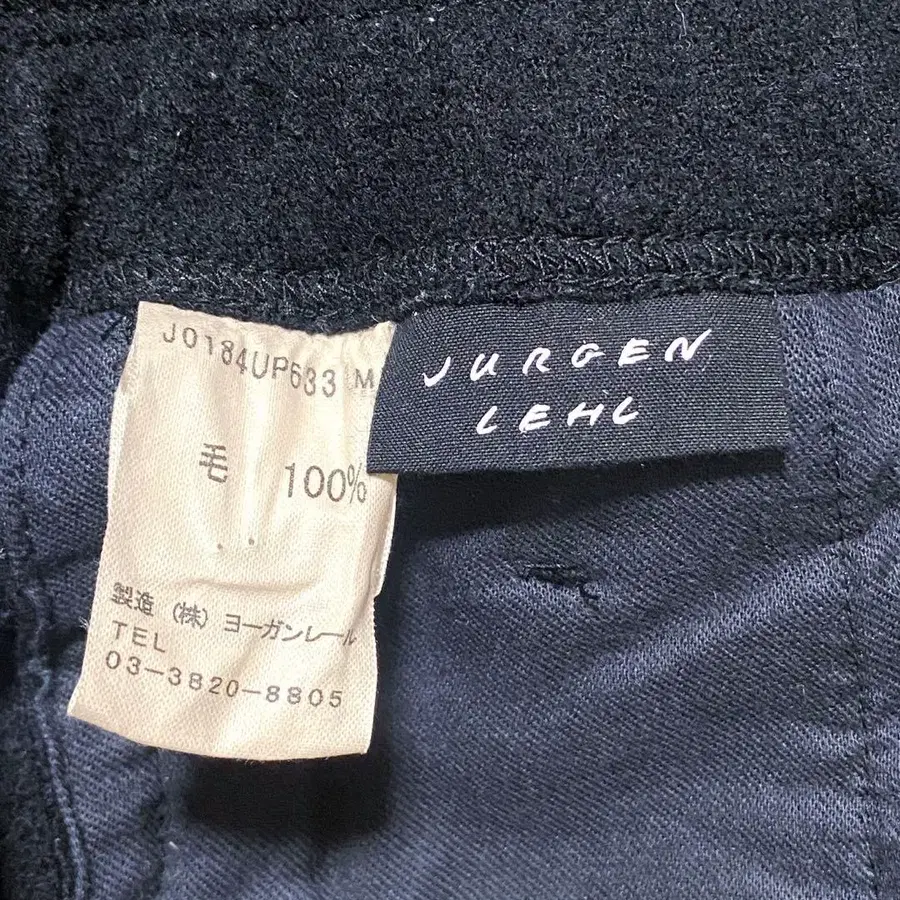 J0184UP633 M
毛 100%
製造 (株) ヨーガンレール
TEL
03-3820-8805
JURGEN
LEHL